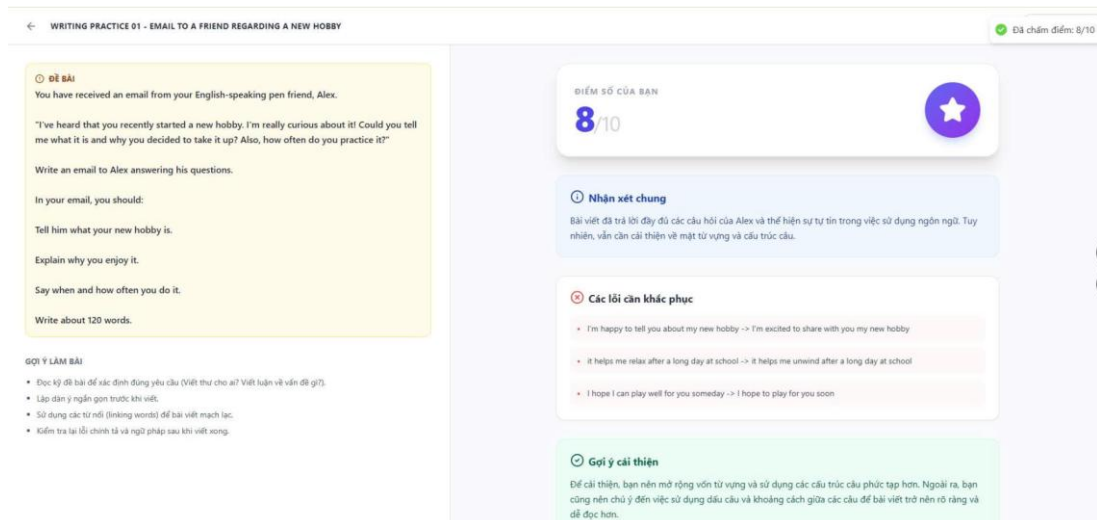 ← WRITING PRACTICE 01 - EMAIL TO A FRIEND REGARDING A NEW HOBBY
Đã chấm điểm: 8/10
ĐỀ BÀI
You have received an email from your English-speaking pen friend, Alex.
"I've heard that you recently started a new hobby. I'm really curious about it! Could you tell
me what it is and why you decided to take it up? Also, how often do you practice it?"
Write an email to Alex answering his questions.
In your email, you should:
Tell him what your new hobby is.
Explain why you enjoy it.
Say when and how often you do it.
Write about 120 words.
GỢI Ý LÀM BÀI
• Đọc kỹ đề bài để xác định đúng yêu cầu (Viết thư cho ai? Viết luận về vấn đề gì?).
• Lập dàn ý ngắn gọn trước khi viết.
• Sử dụng các từ nối (linking words) để bài viết mạch lạc.
• Kiểm tra lại lỗi chính tả và ngữ pháp sau khi viết xong.
ĐIỂM SỐ CỦA BẠN
8/10
Nhận xét chung
Bài viết đã trả lời đầy đủ các câu hỏi của Alex và thể hiện sự tự tin trong việc sử dụng ngôn ngữ. Tuy
nhiên, vẫn cần cải thiện về mặt từ vựng và cấu trúc câu.
Các lỗi cần khắc phục
• I'm happy to tell you about my new hobby -> I'm excited to share with you my new hobby
• it helps me relax after a long day at school -> it helps me unwind after a long day at school
• I hope I can play well for you someday -> I hope to play for you soon
Gợi ý cải thiện
Để cải thiện, bạn nên mở rộng vốn từ vựng và sử dụng các cấu trúc câu phức tạp hơn. Ngoài ra, bạn
cũng nên chú ý đến việc sử dụng dấu câu và khoảng cách giữa các câu để bài viết trở nên rõ ràng và
dễ đọc hơn.